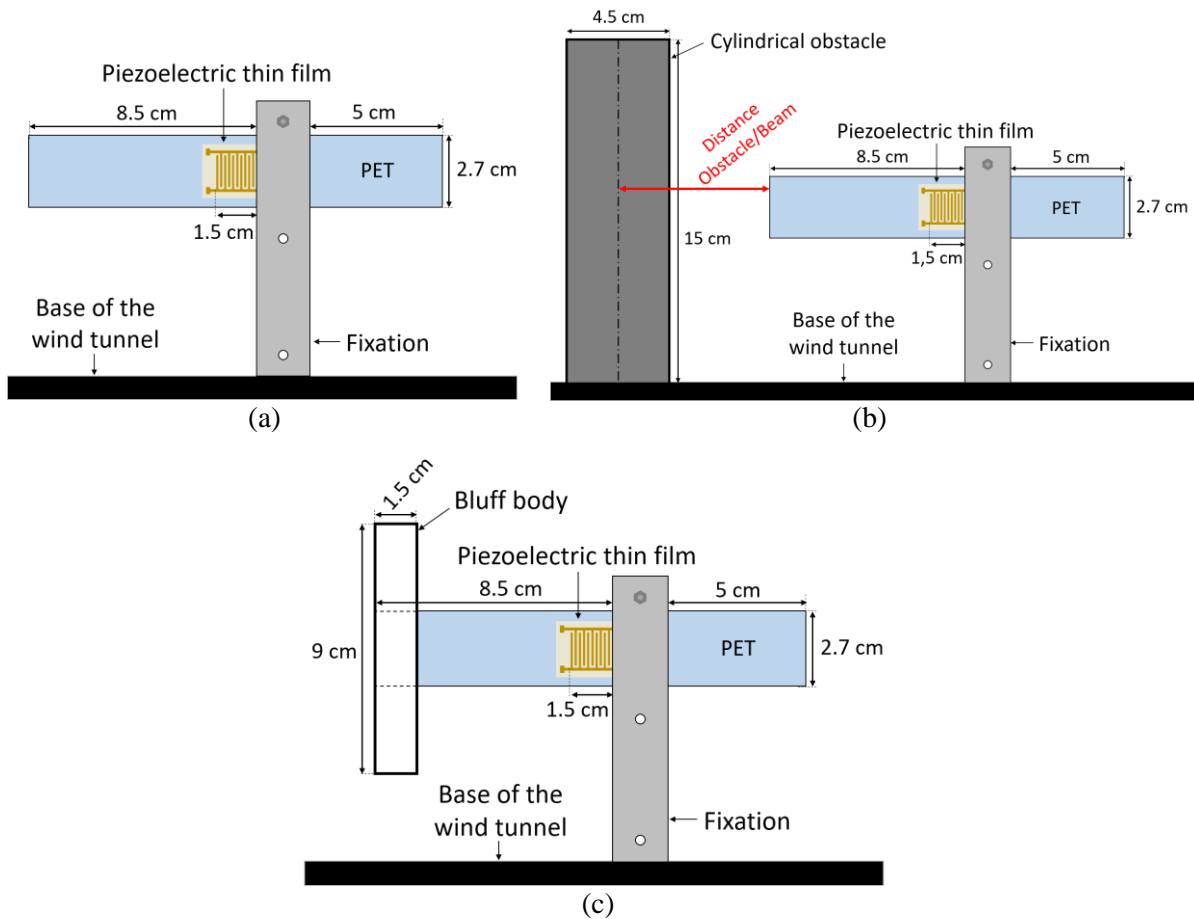 Piezoelectric thin film
8.5 cm
5 cm
PET
2.7 cm
1.5 cm
Base of the
wind tunnel
Fixation
(a)
4.5 cm
Cylindrical obstacle
Distance
Obstacle/Beam
Piezoelectric thin film
8.5 cm
5 cm
PET
2.7 cm
15 cm
1,5 cm
Base of the
wind tunnel
Fixation
(b)
1.5 cm
Bluff body
Piezoelectric thin film
8.5 cm
5 cm
9 cm
PET
2.7 cm
1.5 cm
Base of the
wind tunnel
Fixation
(c)